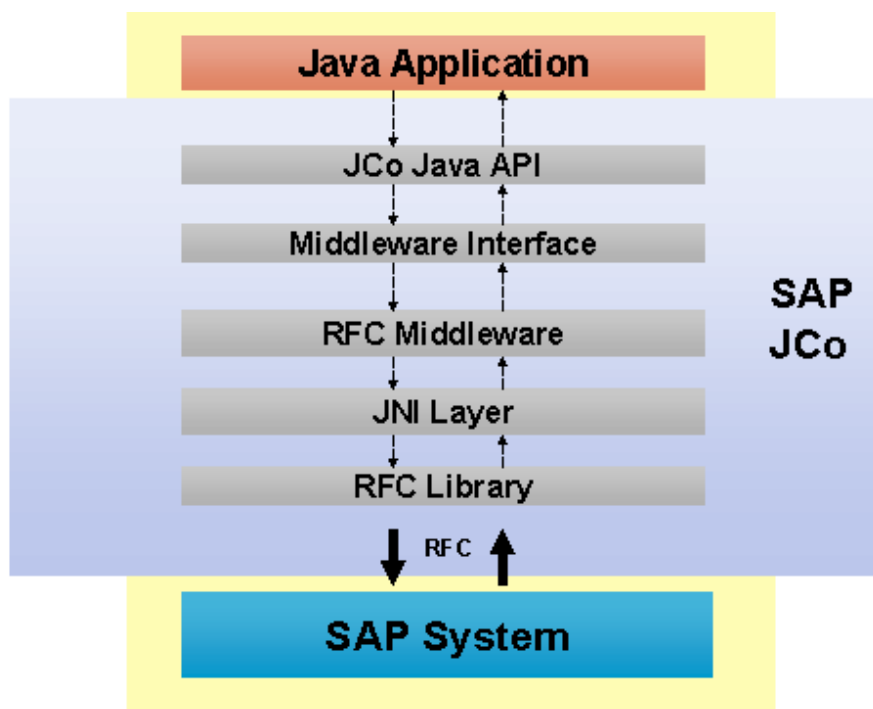 Java Application
JCo Java API
Middleware Interface
RFC Middleware
SAP
JCo
JNI Layer
RFC Library
RFC
SAP System